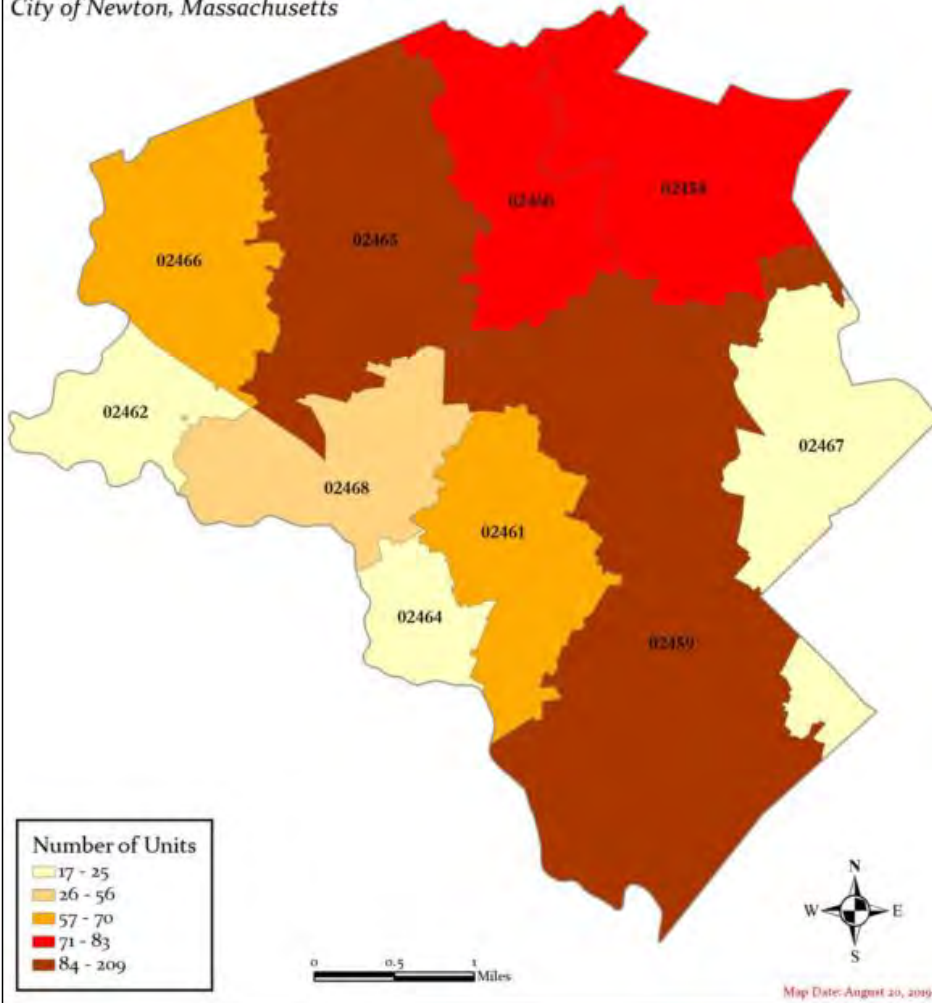 City of Newton, Massachusetts
02458
02460
02465
02466
02462
02467
02468
02461
02464
02459
Number of Units
17 - 25
26 - 56
57 - 70
71 - 83
84 - 209
N
W E
S
0 0.5 1
Miles
Map Date: August 20, 2019